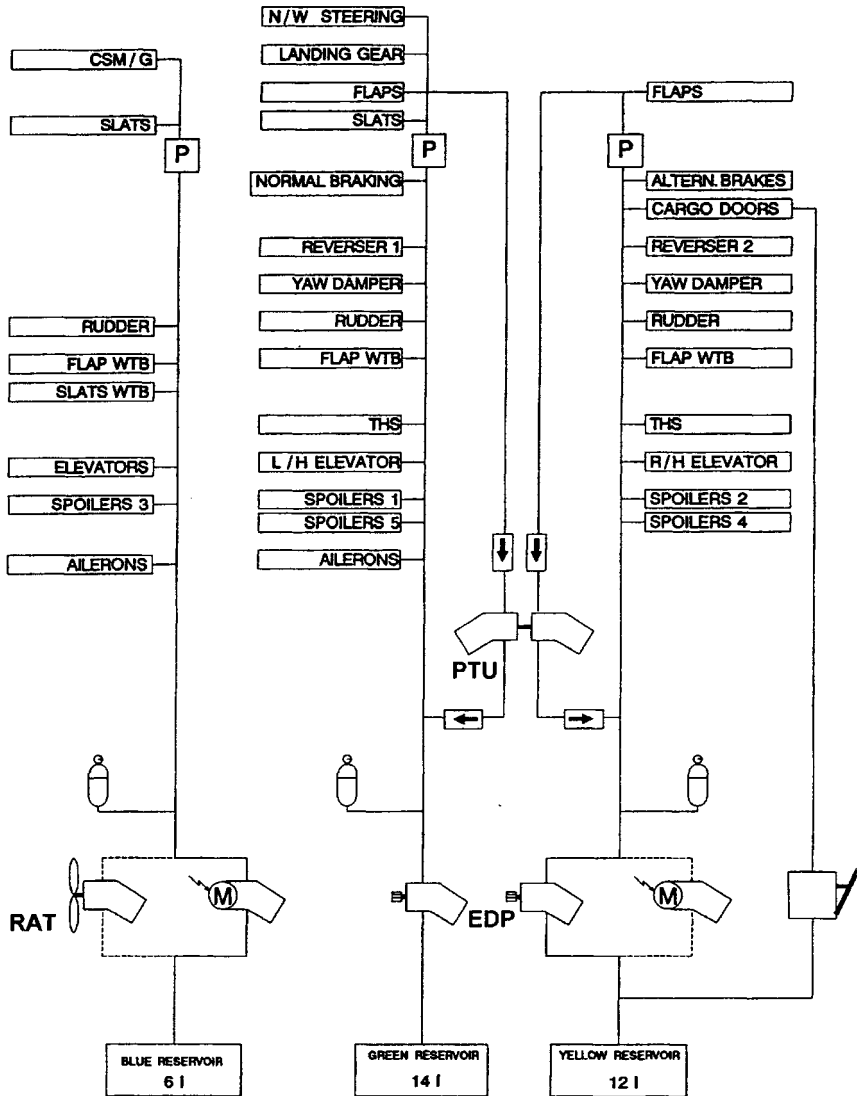 CSM / G
SLATS
P
RUDDER
FLAP WTB
SLATS WTB
ELEVATORS
SPOILERS 3
AILERONS
RAT
M
BLUE RESERVOIR
6 l
N/W STEERING
LANDING GEAR
FLAPS
SLATS
P
NORMAL BRAKING
REVERSER 1
YAW DAMPER
RUDDER
FLAP WTB
THS
L/H ELEVATOR
SPOILERS 1
SPOILERS 5
AILERONS
PTU
EDP
GREEN RESERVOIR
14 l
FLAPS
P
ALTERN. BRAKES
CARGO DOORS
REVERSER 2
YAW DAMPER
RUDDER
FLAP WTB
THS
R/H ELEVATOR
SPOILERS 2
SPOILERS 4
M
YELLOW RESERVOIR
12 l